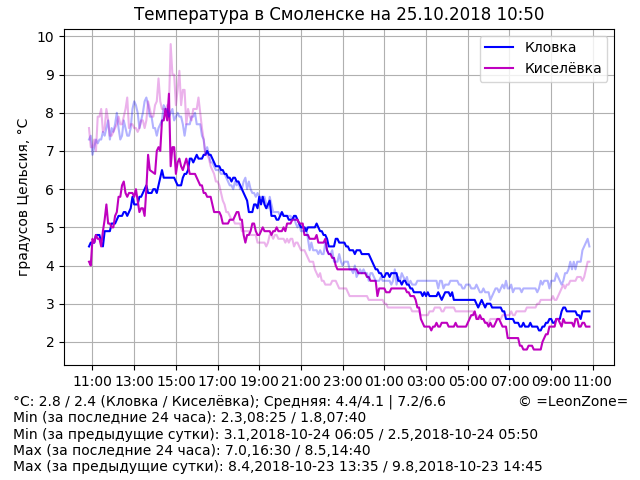 Температура в Смоленске на 25.10.2018 10:50
градусов Цельсия, °C
10
9
8
7
6
5
4
3
2
Кловка
Киселёвка
11:00 13:00 15:00 17:00 19:00 21:00 23:00 01:00 03:00 05:00 07:00 09:00 11:00
°C: 2.8 / 2.4 (Кловка / Киселёвка); Средняя: 4.4/4.1 | 7.2/6.6 © =LeonZone=
Min (за последние 24 часа): 2.3,08:25 / 1.8,07:40
Min (за предыдущие сутки): 3.1,2018-10-24 06:05 / 2.5,2018-10-24 05:50
Max (за последние 24 часа): 7.0,16:30 / 8.5,14:40
Max (за предыдущие сутки): 8.4,2018-10-23 13:35 / 9.8,2018-10-23 14:45